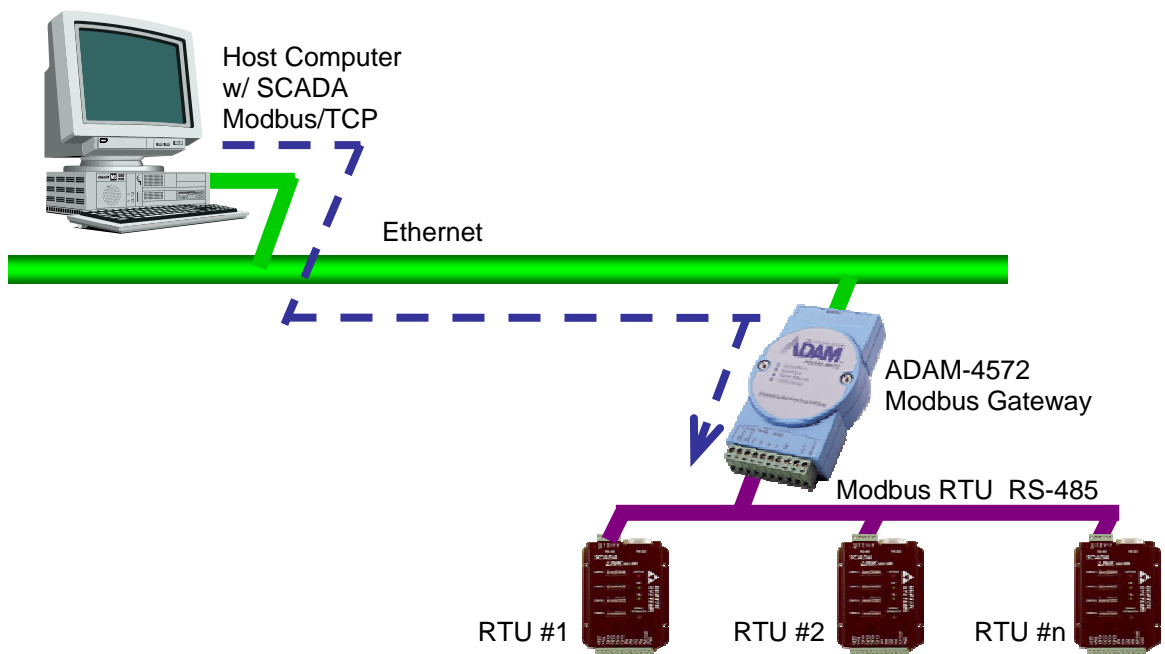 Host Computer
w/ SCADA
Modbus/TCP
Ethernet
ADAM
ADAM-4572
Modbus Gateway
Modbus RTU RS-485
RTU #1
RTU #2
RTU #n